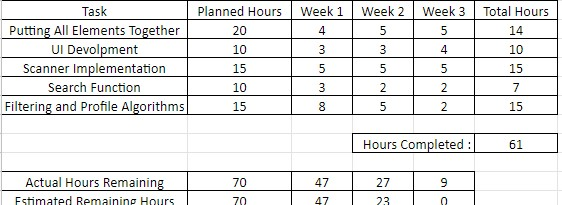 Task Planned Hours Week 1 Week 2 Week 3 Total Hours
Putting All Elements Together 20 4 5 5 14
UI Devolpment 10 3 3 4 10
Scanner Implementation 15 5 5 5 15
Search Function 10 3 2 2 7
Filtering and Profile Algorithms 15 8 5 2 15
Hours Completed : 61
Actual Hours Remaining 70 47 27 9
Estimated Remaining Hours 70 47 23 0